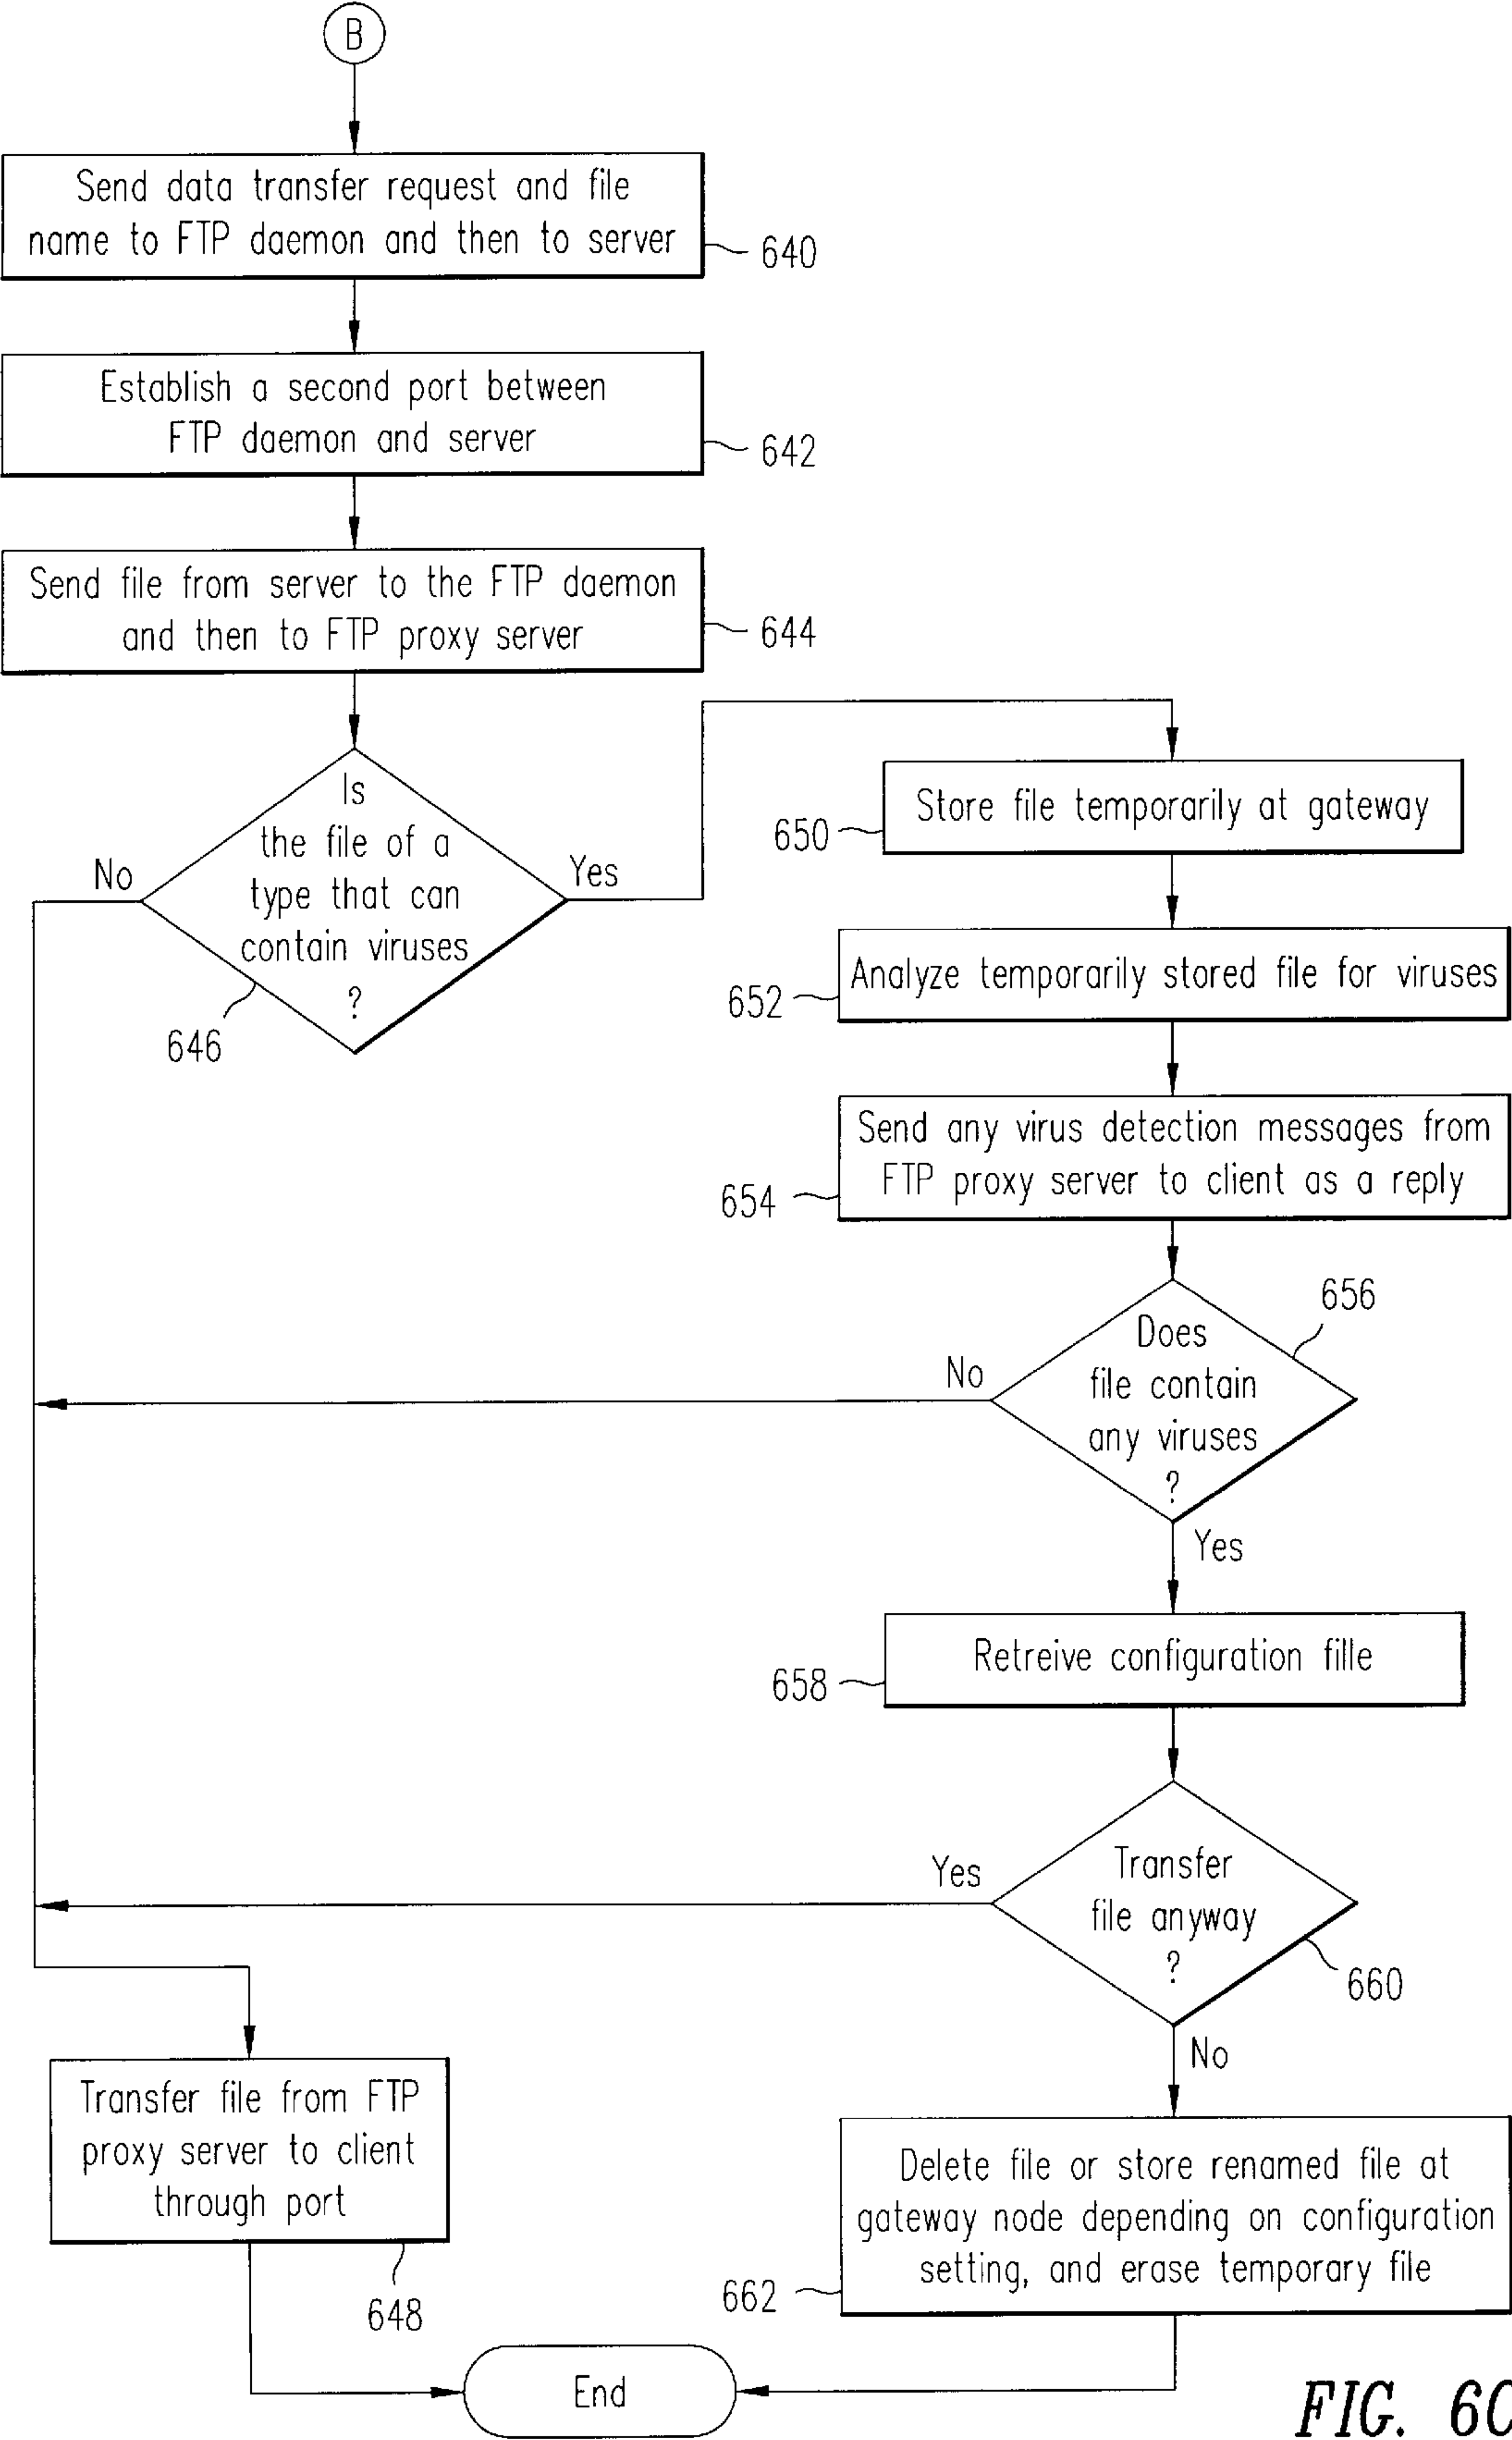 B
Send data transfer request and file
name to FTP daemon and then to server
640
Establish a second port between
FTP daemon and server
642
Send file from server to the FTP daemon
and then to FTP proxy server
644
Is
the file of a
type that can
contain viruses
?
No
Yes
646
Store file temporarily at gateway
650
Analyze temporarily stored file for viruses
652
Send any virus detection messages from
FTP proxy server to client as a reply
654
Does
file contain
any viruses
?
656
No
Yes
Retreive configuration fille
658
Transfer
file anyway
?
Yes
660
No
Transfer file from FTP
proxy server to client
through port
648
Delete file or store renamed file at
gateway node depending on configuration
setting, and erase temporary file
662
End
FIG. 6C